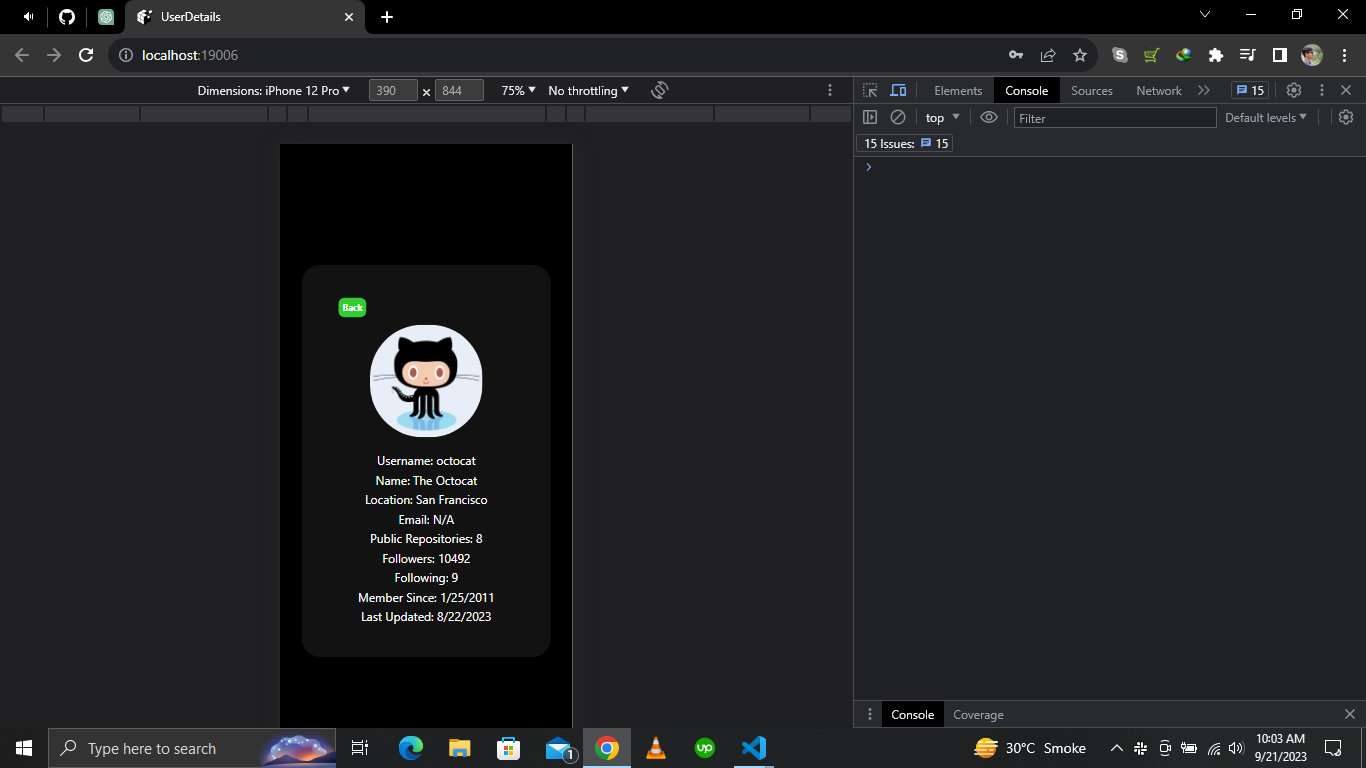 UserDetails
localhost:19006
Dimensions: iPhone 12 Pro 390 x 844 75% No throttling
Elements Console Sources Network 15
top Filter Default levels
15 Issues: 15
Back
Username: octocat
Name: The Octocat
Location: San Francisco
Email: N/A
Public Repositories: 8
Followers: 10492
Following: 9
Member Since: 1/25/2011
Last Updated: 8/22/2023
Console Coverage
Type here to search 1 up 30°C Smoke 10:03 AM
9/21/2023